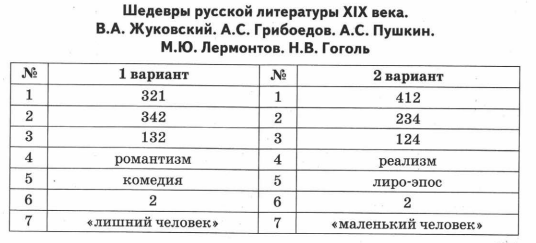 Шедевры русской литературы XIX века.
В.А. Жуковский. А.С. Грибоедов. А.С. Пушкин.
М.Ю. Лермонтов. Н.В. Гоголь
№ 1 вариант № 2 вариант
1 321 1 412
2 342 2 234
3 132 3 124
4 романтизм 4 реализм
5 комедия 5 лиро-эпос
6 2 6 2
7 «лишний человек» 7 «маленький человек»